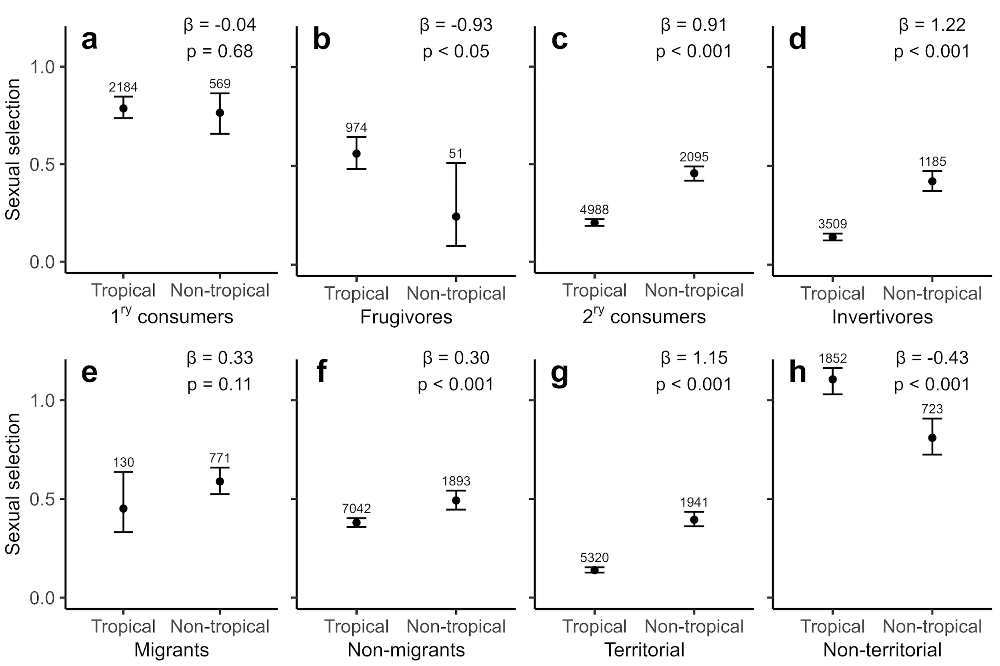 a
β = -0.04
p = 0.68
b
β = -0.93
p < 0.05
c
β = 0.91
p < 0.001
d
β = 1.22
p < 0.001
Sexual selection
1.0
0.5
0.0
2184
569
974
51
4988
2095
3509
1185
Tropical Non-tropical
Tropical Non-tropical
Tropical Non-tropical
Tropical Non-tropical
1ʳʸ consumers
Frugivores
2ʳʸ consumers
Invertivores
e
β = 0.33
p = 0.11
f
β = 0.30
p < 0.001
g
β = 1.15
p < 0.001
h
β = -0.43
p < 0.001
Sexual selection
1.0
0.5
0.0
130
771
7042
1893
5320
1941
1852
723
Tropical Non-tropical
Tropical Non-tropical
Tropical Non-tropical
Tropical Non-tropical
Migrants
Non-migrants
Territorial
Non-territorial